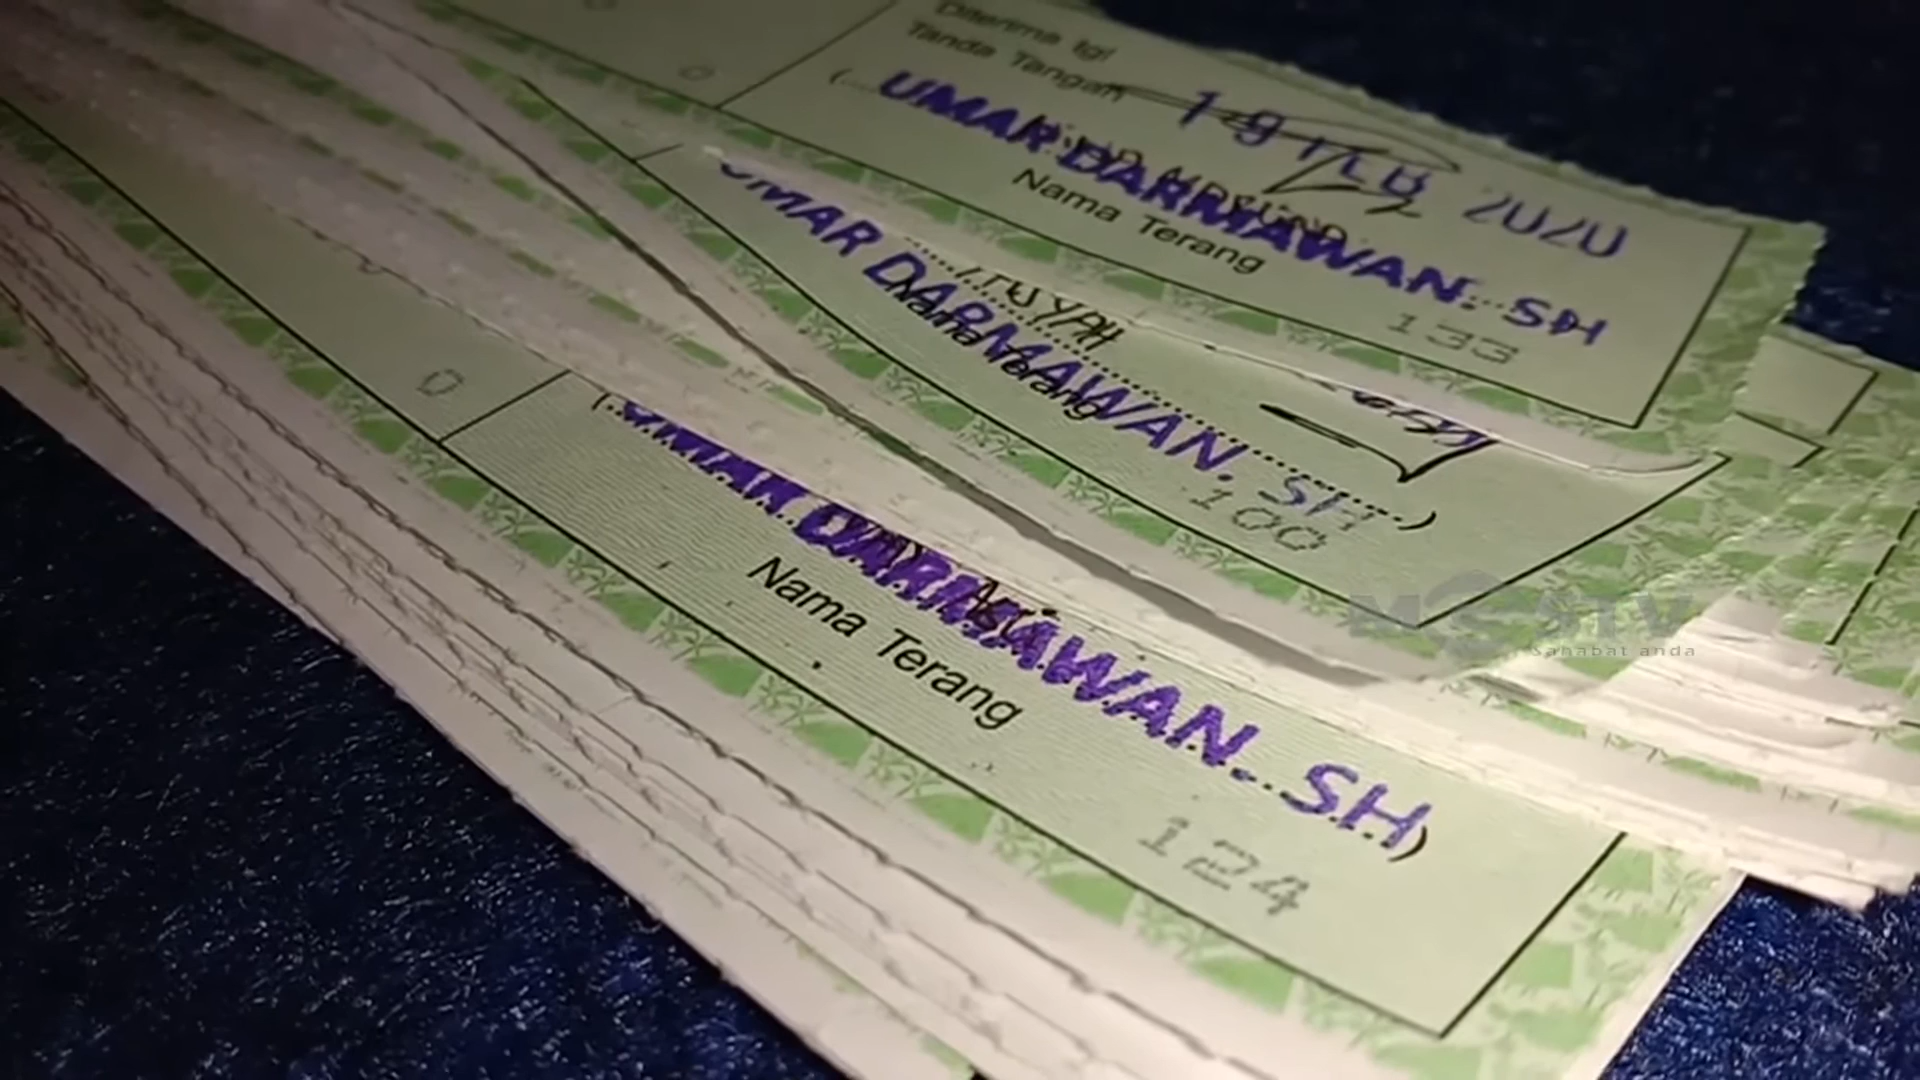 Diterima tgl
Tanda Tangan
19 FEB 2020
UMAR DARMAWAN. SH
Nama Terang
133
UMAR DARMAWAN. SH
Nama Terang
100
0
UMAR DARMAWAN. SH)
Nama Terang
124
STV
Sahabat anda